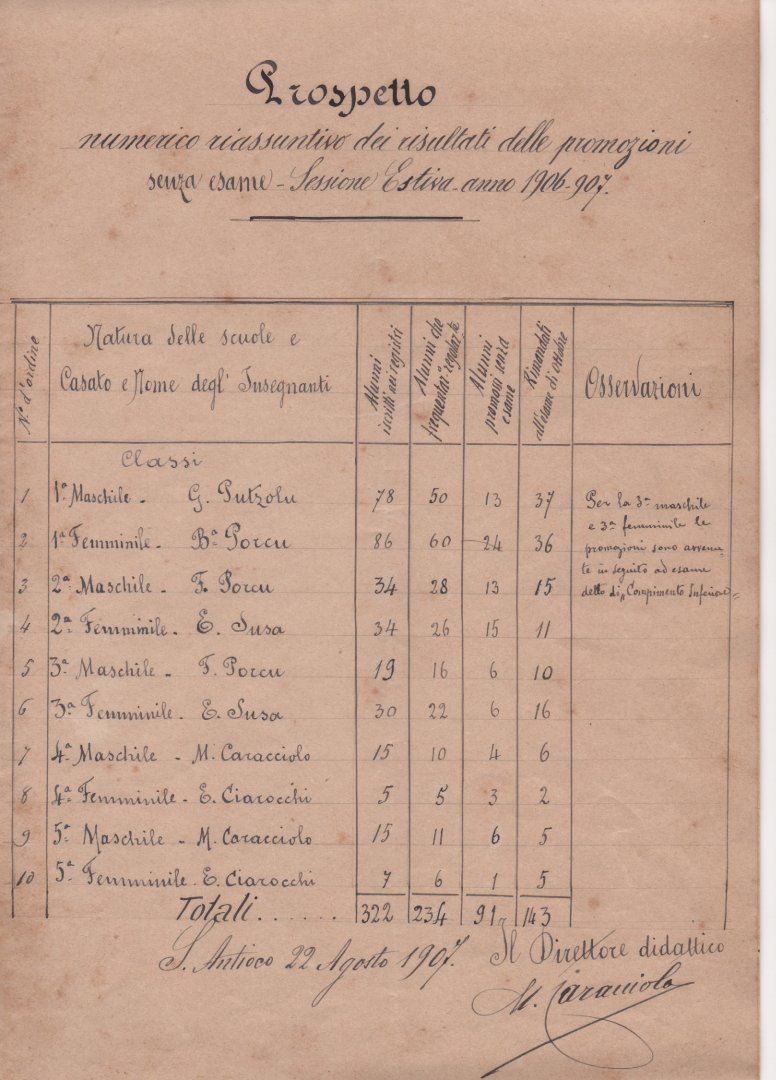 Prospetto
numerico riassuntivo dei risultati delle promozioni
senza esame - Sessione Estiva - anno 1906-907.
N.° d'ordine
Natura delle scuole e
Casato e Nome degl' Insegnanti
Alunni
iscritti nei registri
Alunni che
frequentar.° regolar.te
Alunni
promossi senza
esame
Rimandati
all'esame di ottobre
Osservazioni
Classi
1 1ª Maschile - G. Putzolu 78 50 13 37
2 1ª Femminile - Bª Porcu 86 60 24 36
3 2ª Maschile - F. Porcu 34 28 13 15
4 2ª Femminile - E. Susa 34 26 15 11
5 3ª Maschile - F. Porcu 19 16 6 10
6 3ª Femminile - E. Susa 30 22 6 16
7 4ª Maschile - M. Caracciolo 15 10 4 6
8 4ª Femminile - E. Ciarocchi 5 5 3 2
9 5ª Maschile - M. Caracciolo 15 11 6 5
10 5ª Femminile - E. Ciarocchi 7 6 1 5
Totali...... 322 234 91 143
Per la 3ª maschile
e 3ª femminile le
promozioni sono avvenu-
te in seguito ad esame
detto di "Compimento Inferiore"=
S. Antioco 22 Agosto 1907.
Il Direttore didattico
M. Caracciolo